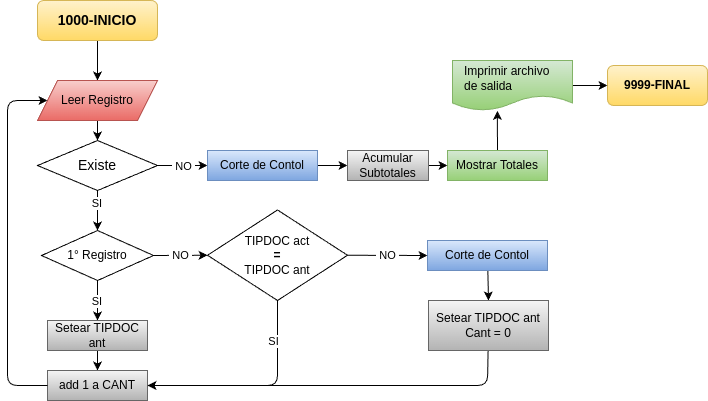 1000-INICIO
Leer Registro
Imprimir archivo
de salida
9999-FINAL
Existe
NO
Corte de Contol
Acumular
Subtotales
Mostrar Totales
SI
1° Registro
NO
TIPDOC act
=
TIPDOC ant
NO
Corte de Contol
SI
Setear TIPDOC
ant
Setear TIPDOC ant
Cant = 0
SI
add 1 a CANT